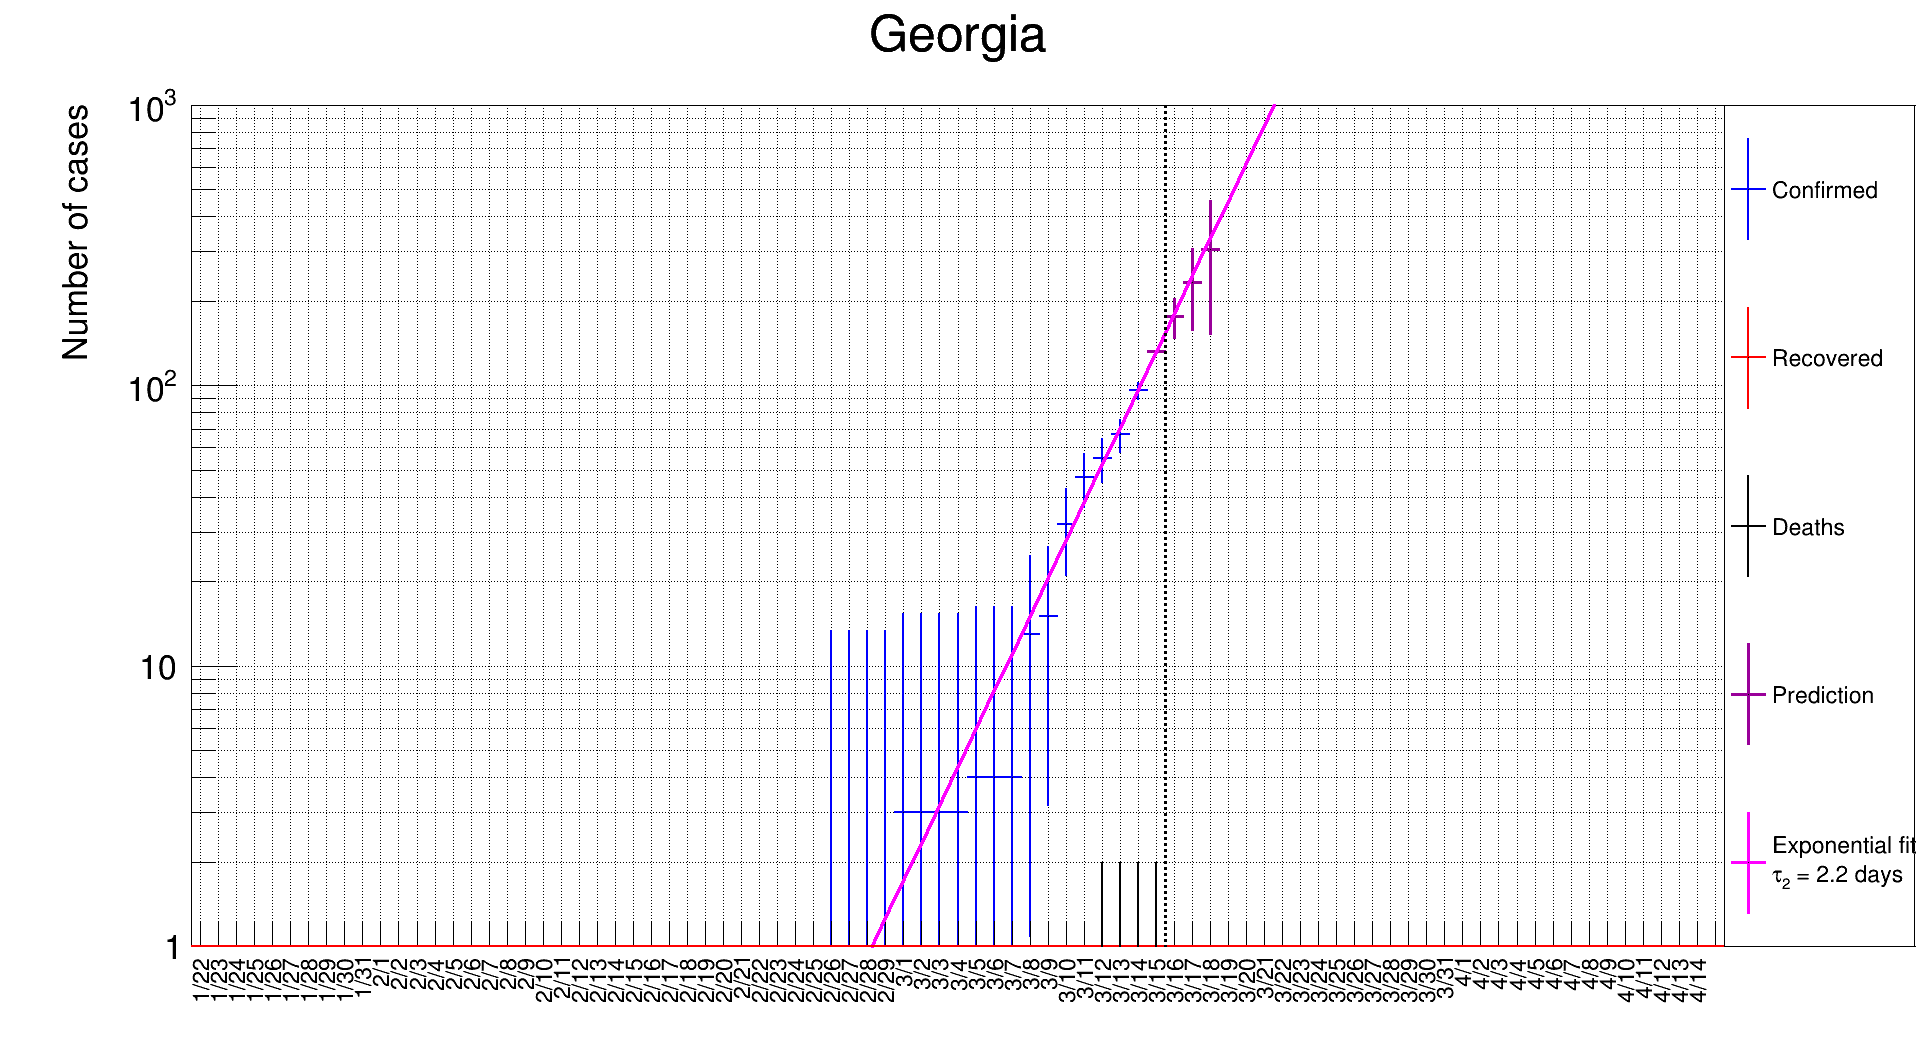 Georgia
Number of cases
10³
10²
10
1
1/22 1/23 1/24 1/25 1/26 1/27 1/28 1/29 1/30 1/31 2/1 2/2 2/3 2/4 2/5 2/6 2/7 2/8 2/9 2/10 2/11 2/12 2/13 2/14 2/15 2/16 2/17 2/18 2/19 2/20 2/21 2/22 2/23 2/24 2/25 2/26 2/27 2/28 2/29 3/1 3/2 3/3 3/4 3/5 3/6 3/7 3/8 3/9 3/10 3/11 3/12 3/13 3/14 3/15 3/16 3/17 3/18 3/19 3/20 3/21 3/22 3/23 3/24 3/25 3/26 3/27 3/28 3/29 3/30 3/31 4/1 4/2 4/3 4/4 4/5 4/6 4/7 4/8 4/9 4/10 4/11 4/12 4/13 4/14
Confirmed
Recovered
Deaths
Prediction
Exponential fit
τ₂ = 2.2 days